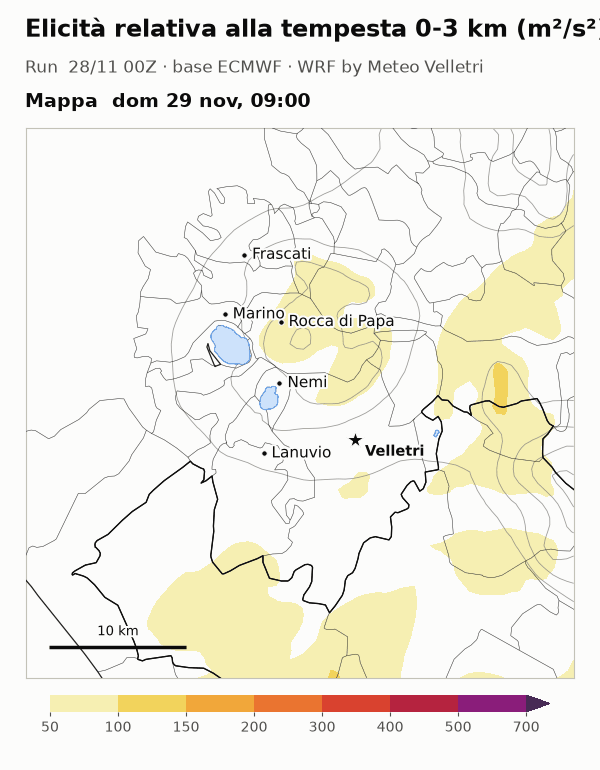 Elicità relativa alla tempesta 0-3 km (m²/s²)
Run 28/11 00Z · base ECMWF · WRF by Meteo Velletri
Mappa dom 29 nov, 09:00
Frascati
Marino
Rocca di Papa
Nemi
Velletri
Lanuvio
10 km
50 100 150 200 300 400 500 700